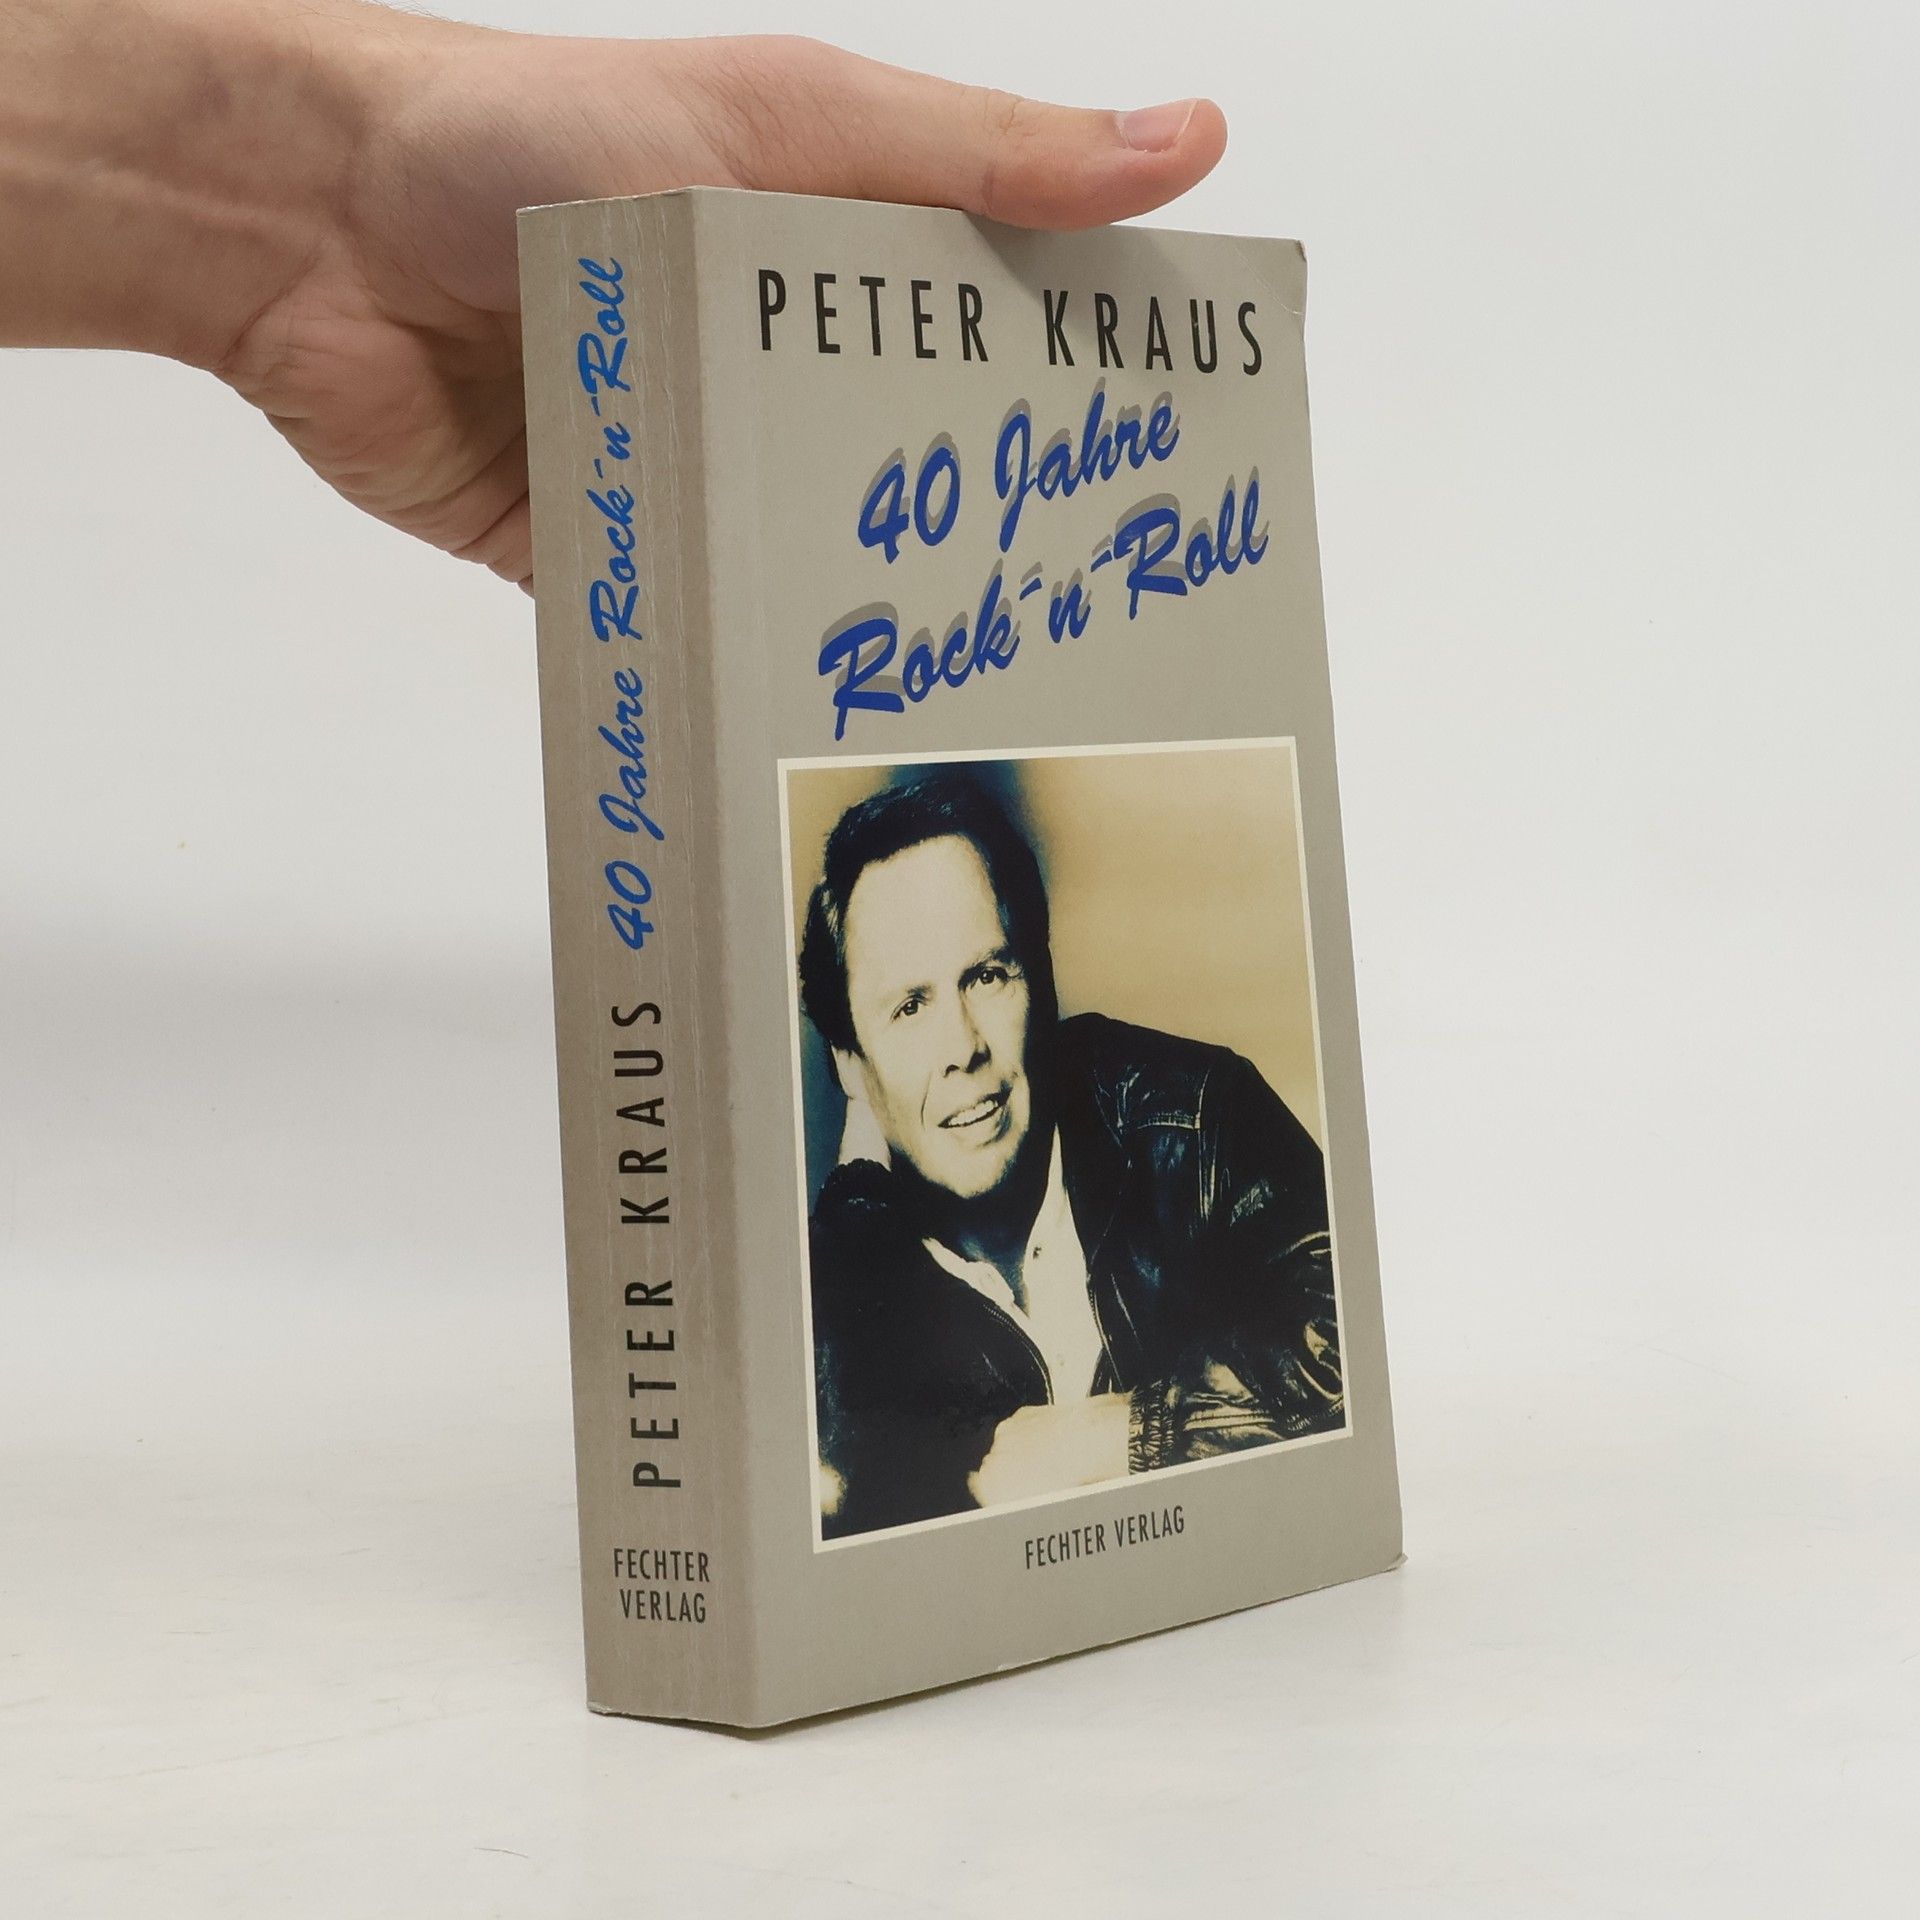 PETER KRAUS
40 Jahre
Rock´n´Roll
FECHTER VERLAG
PETER KRAUS 40 Jahre Rock´n´Roll
FECHTER
VERLAG